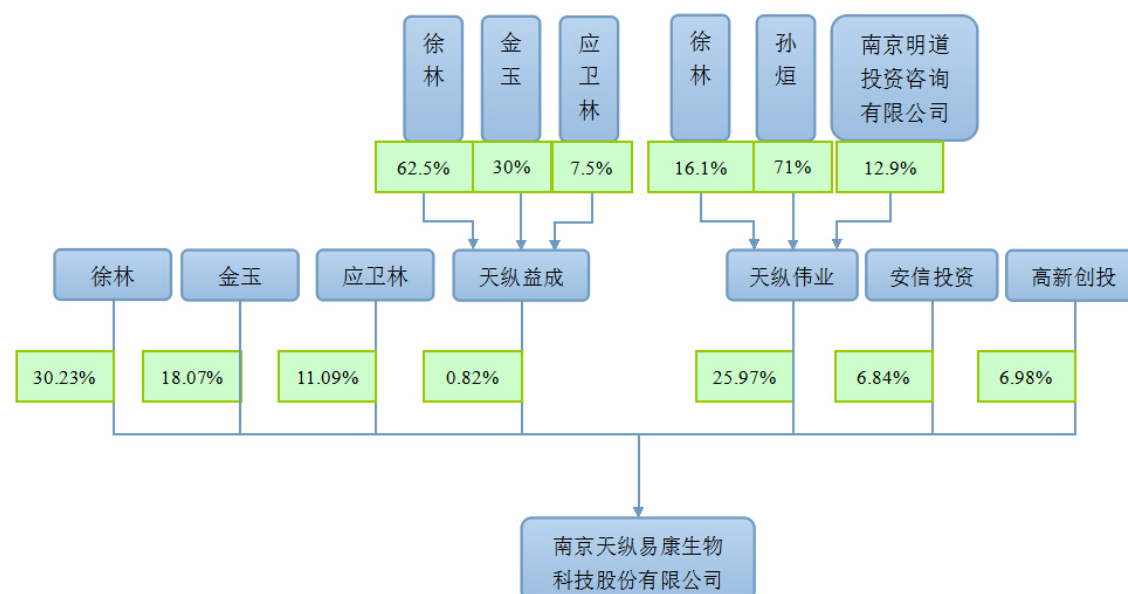 徐林
金玉
应卫林
徐林
孙烜
南京明道
投资咨询
有限公司
62.5%
30%
7.5%
16.1%
71%
12.9%
徐林
金玉
应卫林
天纵益成
天纵伟业
安信投资
高新创投
30.23%
18.07%
11.09%
0.82%
25.97%
6.84%
6.98%
南京天纵易康生物
科技股份有限公司